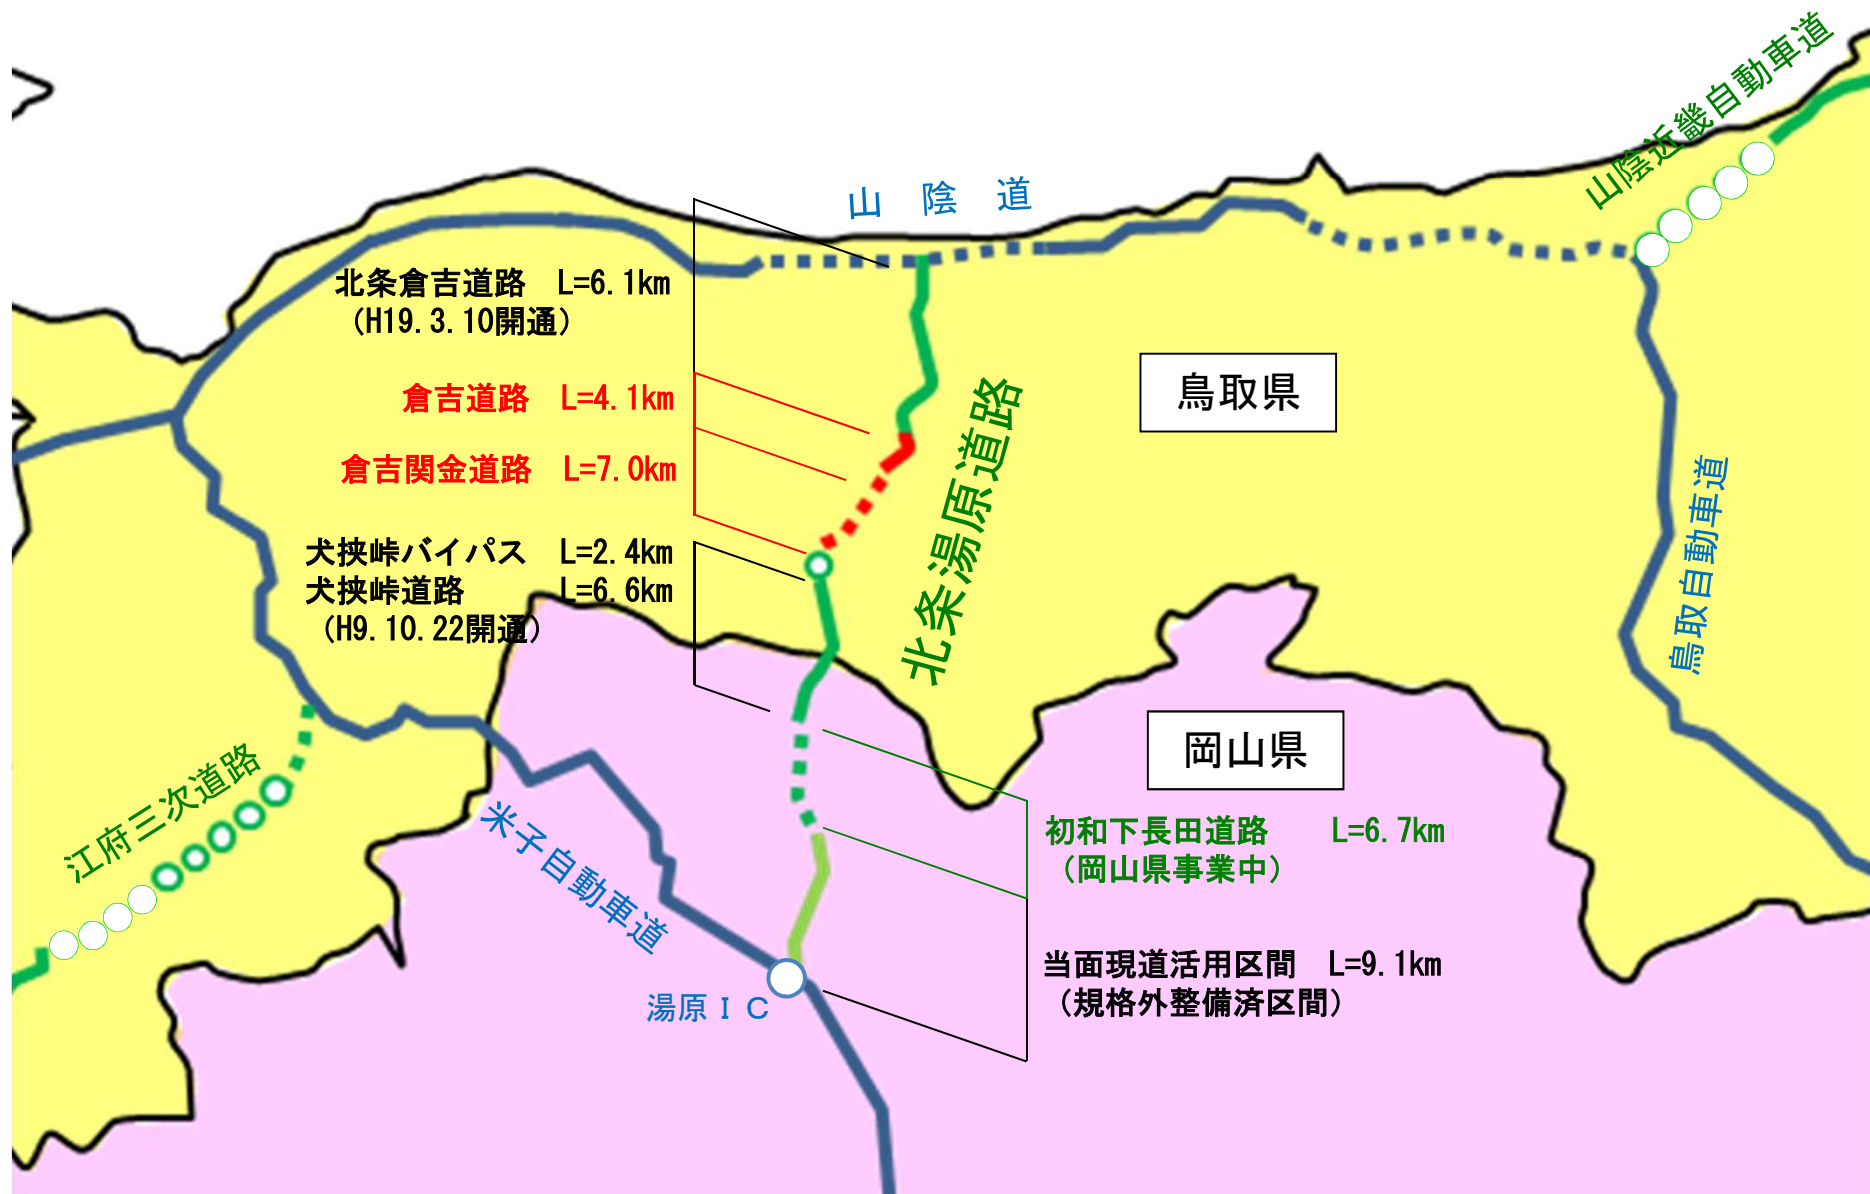 山陰近畿自動車道
山 陰 道
北条倉吉道路 L=6.1km
（H19.3.10開通）
倉吉道路 L=4.1km
鳥取県
倉吉関金道路 L=7.0km
北条湯原道路
鳥取自動車道
犬挟峠バイパス L=2.4km
犬挟峠道路 L=6.6km
（H9.10.22開通）
岡山県
江府三次道路
米子自動車道
初和下長田道路 L=6.7km
（岡山県事業中）
当面現道活用区間 L=9.1km
（規格外整備済区間）
湯原ＩＣ